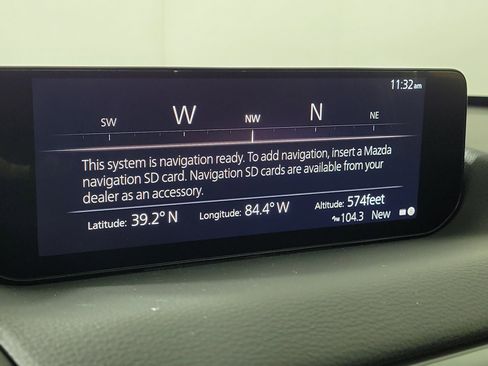 11:32am
SW W NW N NE
This system is navigation ready. To add navigation, insert a Mazda
navigation SD card. Navigation SD cards are available from your
dealer as an accessory.
Latitude: 39.2° N Longitude: 84.4° W Altitude: 574feet
104.3 New